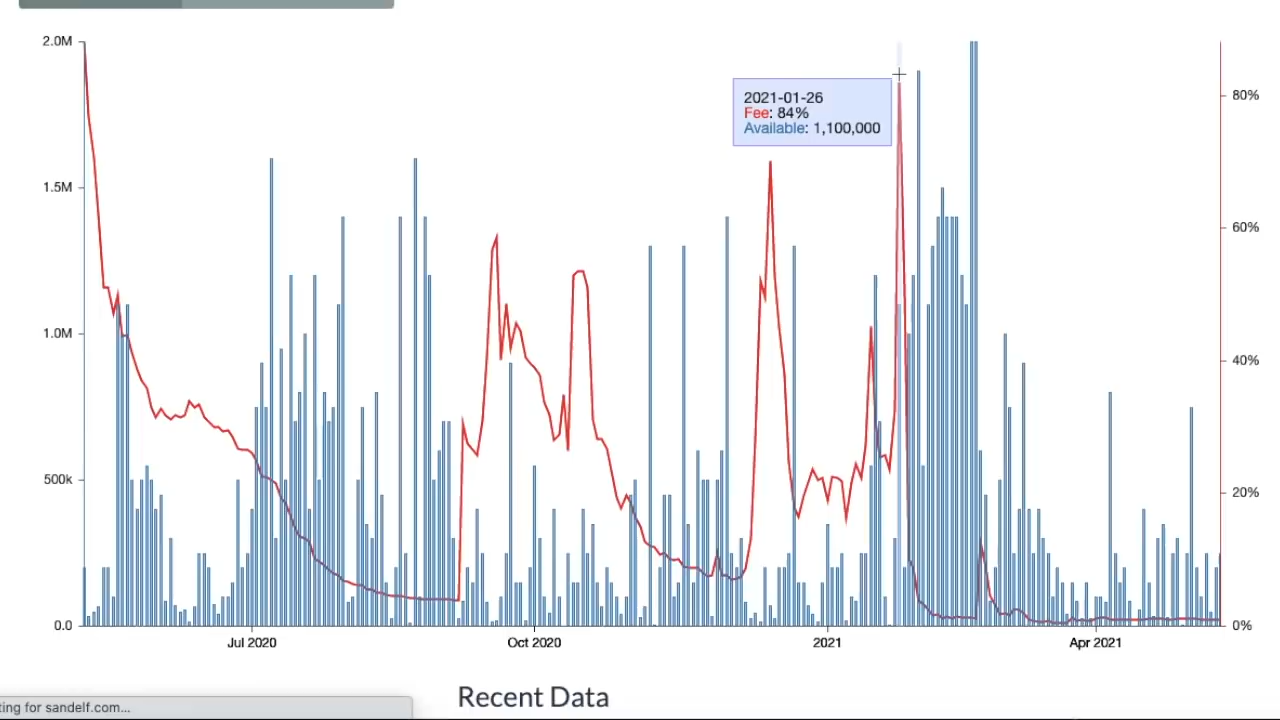 2.0M
1.5M
1.0M
500k
0.0
80%
60%
40%
20%
0%
2021-01-26
Fee: 84%
Available: 1,100,000
Jul 2020 Oct 2020 2021 Apr 2021
Recent Data
ting for sandelf.com...